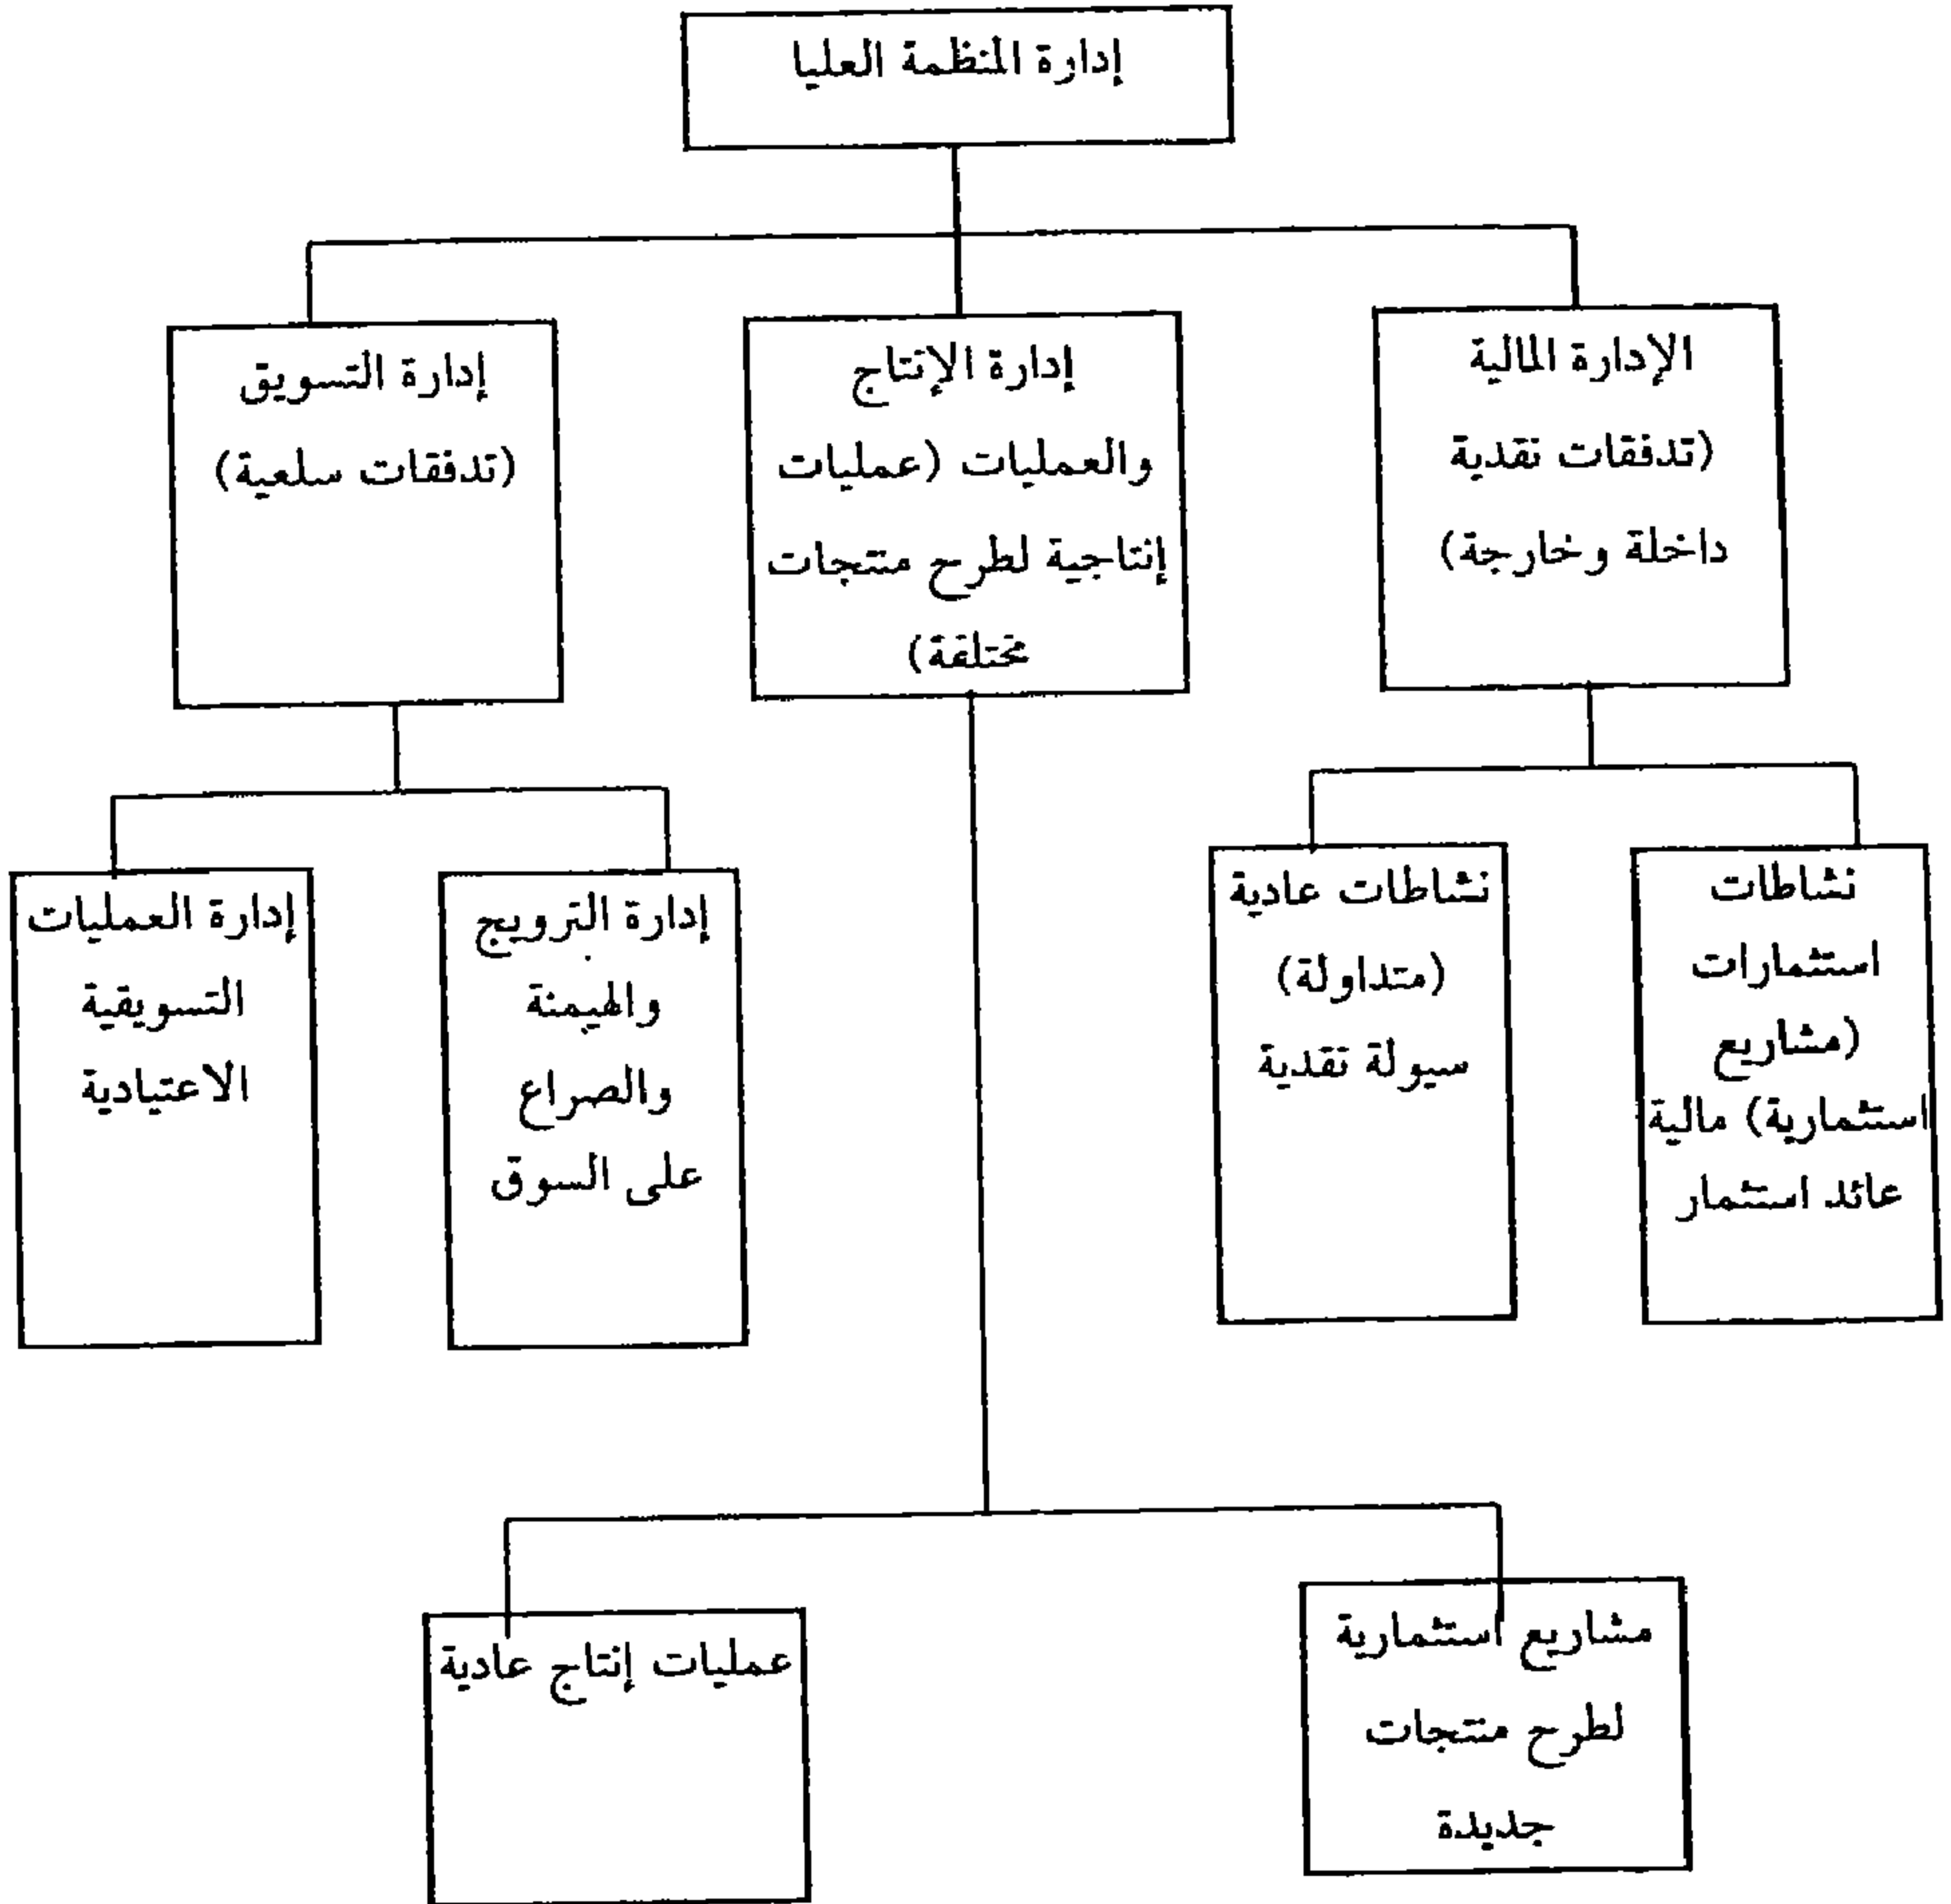 إدارة المنظمة العليا
الإدارة المالية
(تدفقات نقدية
داخلة وخارجة)
إدارة الإنتاج
والعمليات (عمليات
إنتاجية لطرح منتجات
مختلفة)
إدارة التسويق
(تدفقات سلعية)
نشاطات
استثمارات
(مشاريع
استثمارية) مالية
عائد استثمار
نشاطات عادية
(متداولة)
سيولة نقدية
إدارة الترويج
والهيمنة
والصراع
على السوق
إدارة العمليات
التسويقية
الاعتيادية
مشاريع استثمارية
لطرح منتجات
جديدة
عمليات إنتاج عادية